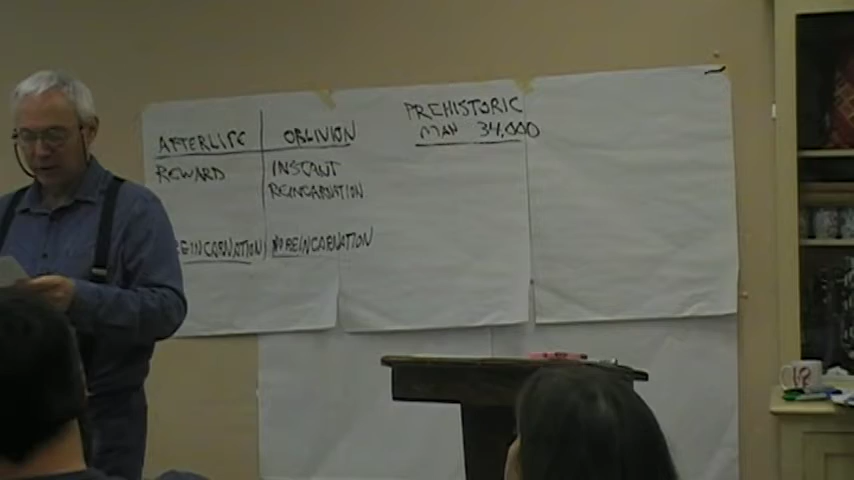 AFTERLIFE OBLIVION
REWARD INSTANT
REINCARNATION
REINCARNATION NO REINCARNATION
PREHISTORIC
MAN 34,000